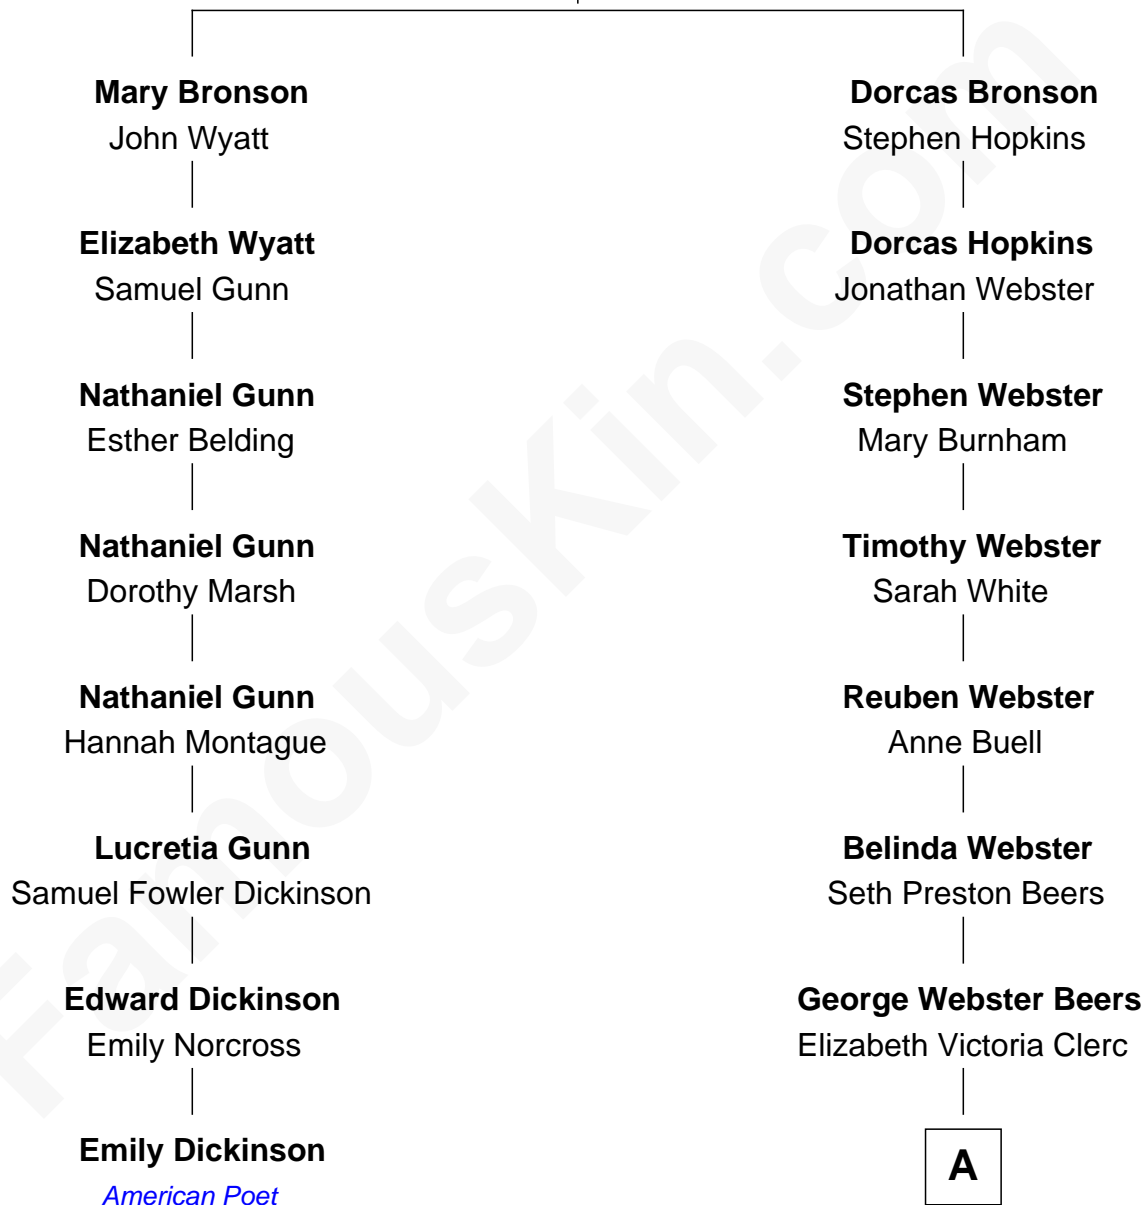 Mary Bronson
John Wyatt
Dorcas Bronson
Stephen Hopkins
Elizabeth Wyatt
Samuel Gunn
Dorcas Hopkins
Jonathan Webster
Nathaniel Gunn
Esther Belding
Stephen Webster
Mary Burnham
Nathaniel Gunn
Dorothy Marsh
Timothy Webster
Sarah White
Nathaniel Gunn
Hannah Montague
Reuben Webster
Anne Buell
Lucretia Gunn
Samuel Fowler Dickinson
Belinda Webster
Seth Preston Beers
Edward Dickinson
Emily Norcross
George Webster Beers
Elizabeth Victoria Clerc
Emily Dickinson
American Poet
A
FamousKin.com